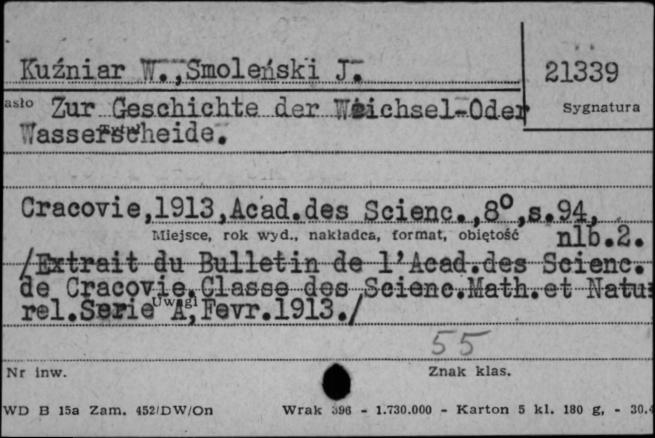 Kuźniar W.,Smoleński J.
21339
asło Zur Geschichte der Weichsel-Oder
Sygnatura
Wasserscheide.
Cracovie,1913,Acad.des Scienc.,8°,s.94,
Miejsce, rok wyd., nakładca, format, objętość nlb.2.
/Extrait du Bulletin de l'Acad.des Scienc.
de Cracovie.Classe des Scienc.Math.et Natu
Uwagi
rel.Serie A,Fevr.1913./
55
Nr inw.
Znak klas.
WD B 15a Zam. 452/DW/On Wrak 396 - 1.730.000 - Karton 5 kl. 180 g, - 30.4